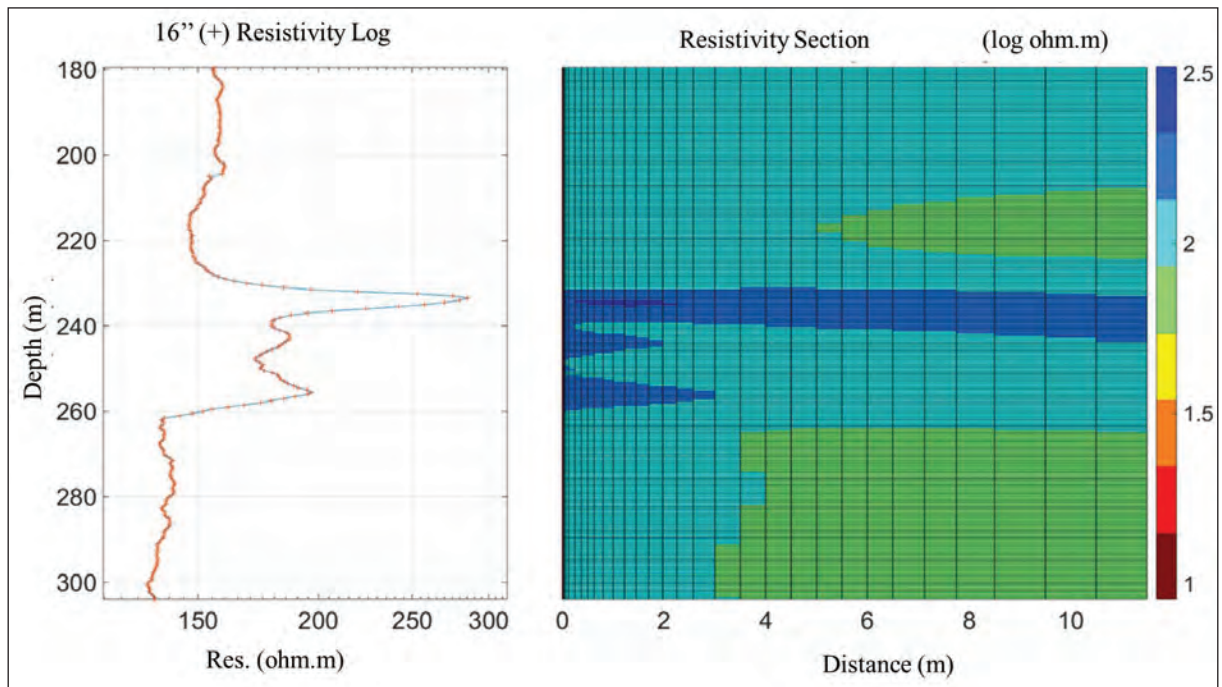 16’’ (+) Resistivity Log
Resistivity Section (log ohm.m)
180
200
220
240
260
280
300
Depth (m)
150 200 250 300
Res. (ohm.m)
0 2 4 6 8 10
Distance (m)
2.5
2
1.5
1